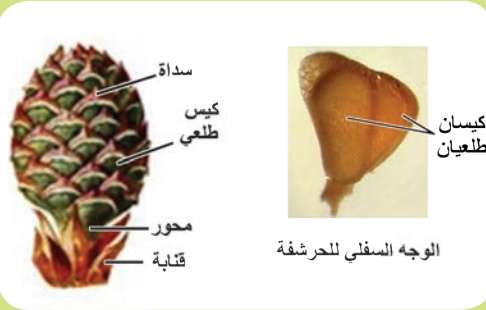 سداة
كيس
طلعي
محور
قنابة
كيسان
طلعيان
الوجه السفلي للحرشفة